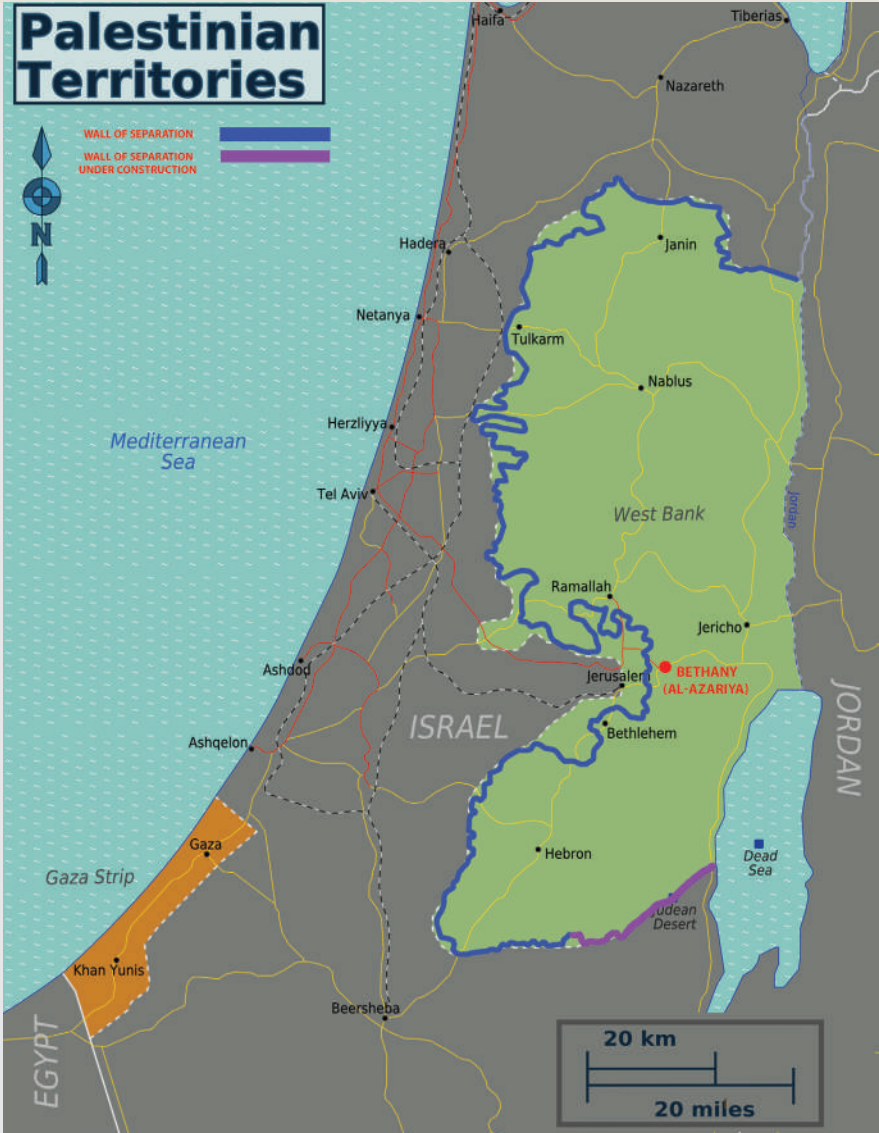 Palestinian
Territories
WALL OF SEPARATION
WALL OF SEPARATION
UNDER CONSTRUCTION
N
Haifa
Tiberias
Nazareth
Hadera
Janin
Netanya
Tulkarm
Nablus
Herzliyya
Mediterranean
Sea
Tel Aviv
West Bank
Jordan
Ramallah
Jericho
Ashdod
Jerusalem
BETHANY
(AL-AZARIYA)
JORDAN
ISRAEL
Bethlehem
Ashqelon
Gaza
Hebron
Dead
Sea
Gaza Strip
Judean
Desert
Khan Yunis
Beersheba
EGYPT
20 km
20 miles